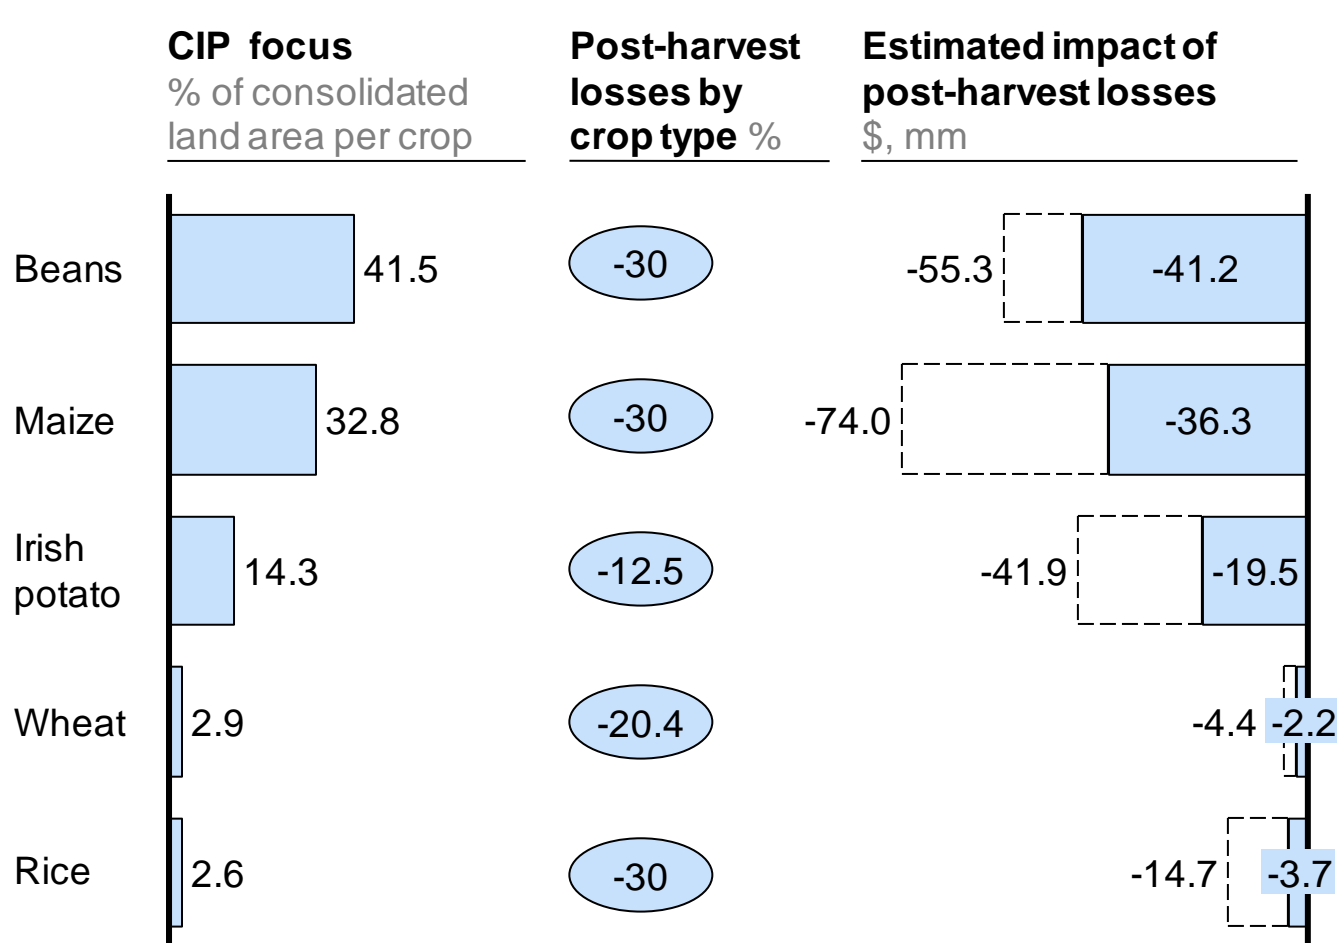 CIP focus
% of consolidated
land area per crop
Post-harvest
losses by
crop type %
Estimated impact of
post-harvest losses
$, mm
Beans
41.5
-30
-55.3
-41.2
Maize
32.8
-30
-74.0
-36.3
Irish
potato
14.3
-12.5
-41.9
-19.5
Wheat
2.9
-20.4
-4.4
-2.2
Rice
2.6
-30
-14.7
-3.7